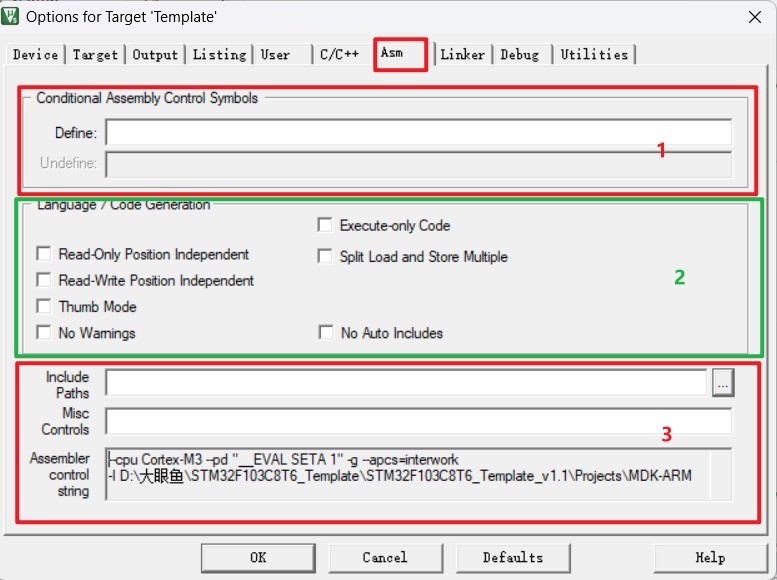 Options for Target 'Template'
Device Target Output Listing User C/C++ Asm Linker Debug Utilities
Conditional Assembly Control Symbols
Define:
1
Undefine:
Language / Code Generation
Execute-only Code
Read-Only Position Independent
Split Load and Store Multiple
Read-Write Position Independent
2
Thumb Mode
No Warnings
No Auto Includes
Include
Paths
...
Misc
Controls
3
Assembler
control
string
--cpu Cortex-M3 --pd "__EVAL SETA 1" -g --apcs=interwork
-I D:\大眼鱼\STM32F103C8T6_Template\STM32F103C8T6_Template_v1.1\Projects\MDK-ARM
OK Cancel Defaults Help